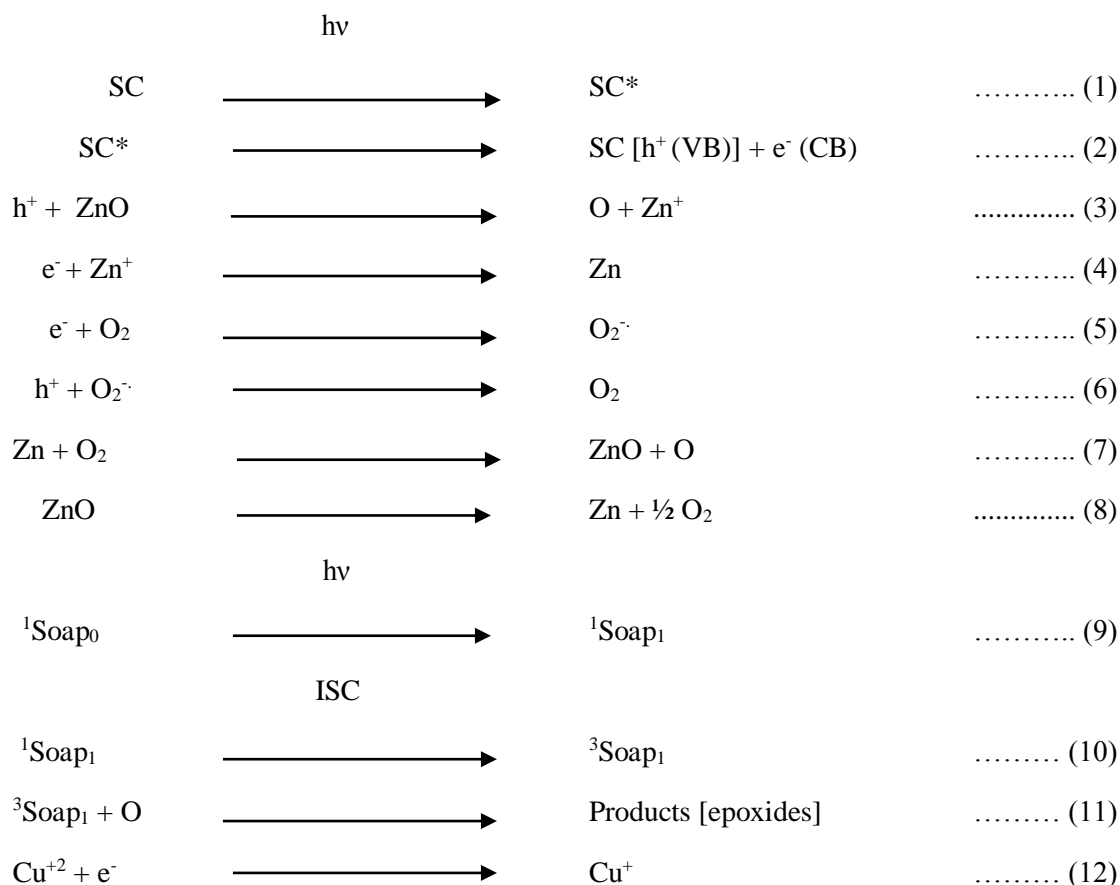 hν
SC ⟶ SC* ……….. (1)
SC* ⟶ SC [h⁺ (VB)] + e⁻ (CB) ……….. (2)
h⁺ + ZnO ⟶ O + Zn⁺ .............. (3)
e⁻ + Zn⁺ ⟶ Zn ……….. (4)
e⁻ + O₂ ⟶ O₂⁻· ……….. (5)
h⁺ + O₂⁻· ⟶ O₂ ……….. (6)
Zn + O₂ ⟶ ZnO + O ……….. (7)
ZnO ⟶ Zn + ½ O₂ .............. (8)
hν
¹Soap₀ ⟶ ¹Soap₁ ……….. (9)
ISC
¹Soap₁ ⟶ ³Soap₁ ……… (10)
³Soap₁ + O ⟶ Products [epoxides] ……… (11)
Cu⁺² + e⁻ ⟶ Cu⁺ ……… (12)